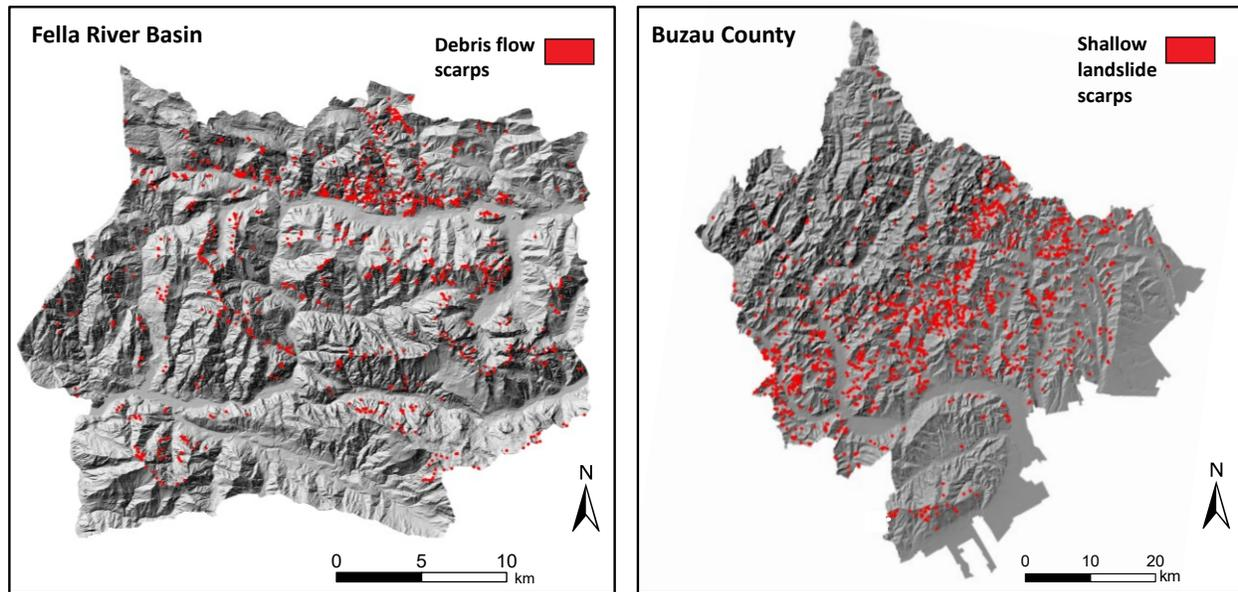 Fella River Basin
Debris flow
scarps
N
0 5 10
km
Buzau County
Shallow
landslide
scarps
N
0 10 20
km